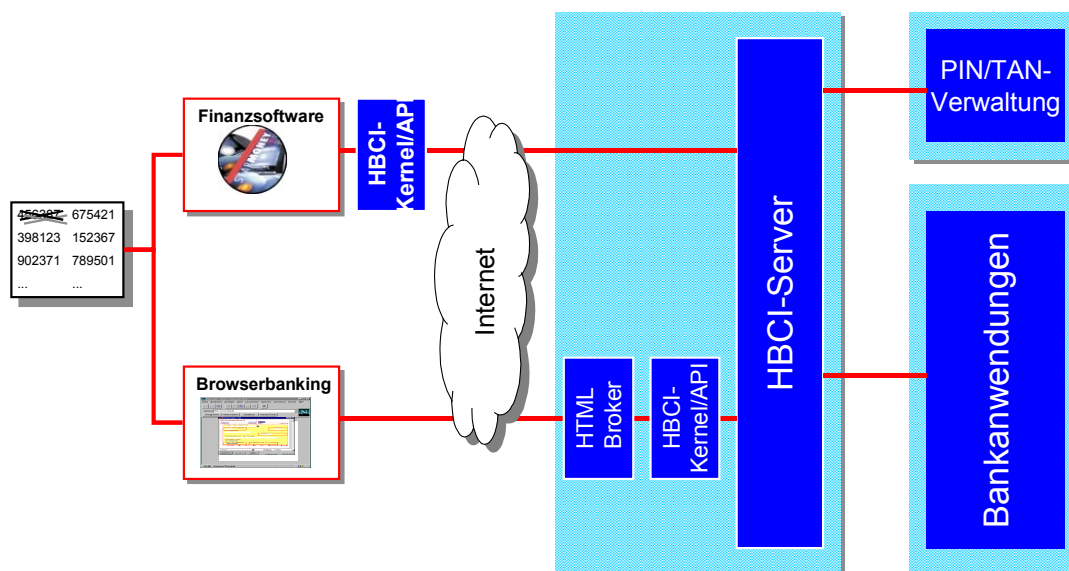 Finanzsoftware
MONEY
HBCI-
Kernel/API
675421
398123 152367
902371 789501
... ...
Internet
Browserbanking
HTML
Broker
HBCI-
Kernel/API
HBCI-Server
PIN/TAN-
Verwaltung
Bankanwendungen